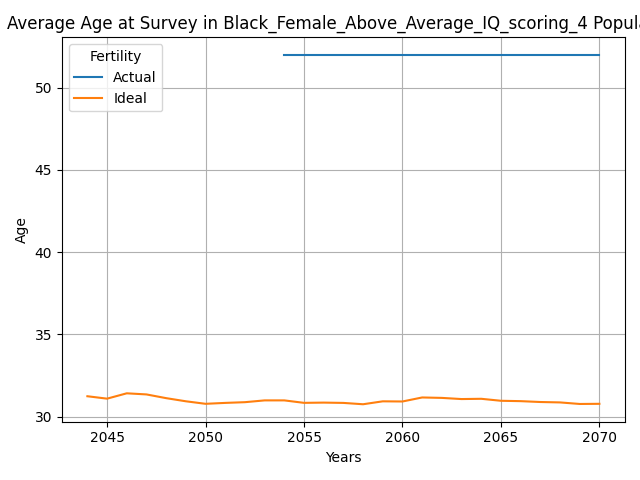 Average Age at Survey in Black_Female_Above_Average_IQ_scoring_4
Fertility
Actual
Ideal
50
45
40
35
30
Age
2045 2050 2055 2060 2065 2070
Years